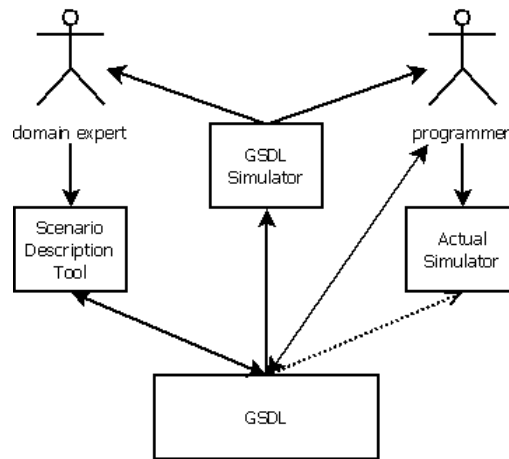 domain expert
programmer
GSDL
Simulator
Scenario
Description
Tool
Actual
Simulator
GSDL